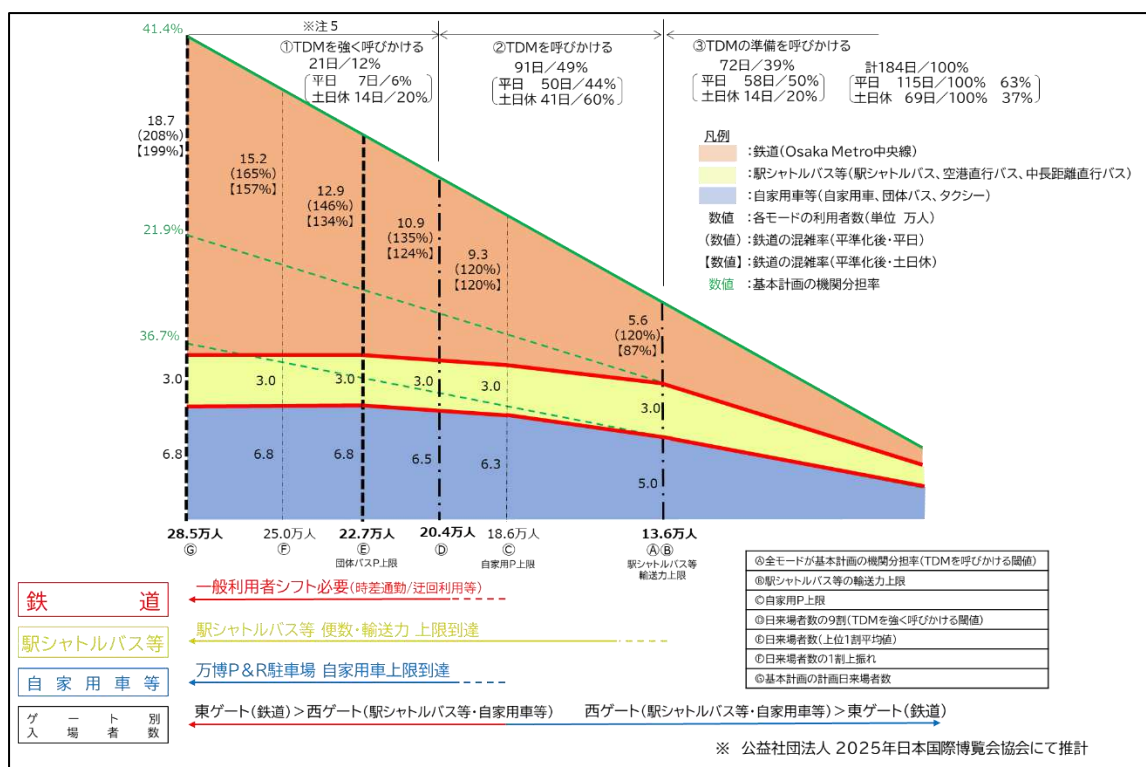 ※注5
41.4%
①TDMを強く呼びかける
21日/12%
平日 7日/6%
土日休 14日/20%
②TDMを呼びかける
91日/49%
平日 50日/44%
土日休 41日/60%
③TDMの準備を呼びかける
72日/39%
平日 58日/50%
土日休 14日/20%
計184日/100%
平日 115日/100% 63%
土日休 69日/100% 37%
18.7
(208%)
【199%】
15.2
(165%)
【157%】
12.9
(146%)
【134%】
10.9
(135%)
【124%】
9.3
(120%)
【120%】
5.6
(120%)
【87%】
凡例
:鉄道(Osaka Metro中央線)
:駅シャトルバス等(駅シャトルバス、空港直行バス、中長距離直行バス)
:自家用車等(自家用車、団体バス、タクシー)
数値 :各モードの利用者数(単位 万人)
(数値) :鉄道の混雑率(平準化後・平日)
【数値】 :鉄道の混雑率(平準化後・土日休)
数値 :基本計画の機関分担率
21.9%
36.7%
3.0 3.0 3.0 3.0 3.0 3.0
6.8 6.8 6.8 6.5 6.3 5.0
28.5万人 25.0万人 22.7万人 20.4万人 18.6万人 13.6万人
Ⓖ Ⓕ Ⓔ Ⓓ Ⓒ ⒶⒷ
団体バスP上限 自家用P上限 駅シャトルバス等
輸送力上限
Ⓐ全モードが基本計画の機関分担率(TDMを呼びかける閾値)
Ⓑ駅シャトルバス等の輸送力上限
Ⓒ自家用P上限
Ⓓ日来場者数の9割(TDMを強く呼びかける閾値)
Ⓔ日来場者数(上位1割平均値)
Ⓕ日来場者数の1割上振れ
Ⓖ基本計画の計画日来場者数
鉄道 一般利用者シフト必要(時差通勤/迂回利用等)
駅シャトルバス等 駅シャトルバス等 便数・輸送力 上限到達
自家用車等 万博P&R駐車場 自家用車上限到達
ゲート別
入場者数
東ゲート(鉄道)>西ゲート(駅シャトルバス等・自家用車等) 西ゲート(駅シャトルバス等・自家用車等)>東ゲート(鉄道)
※ 公益社団法人 2025年日本国際博覧会協会にて推計